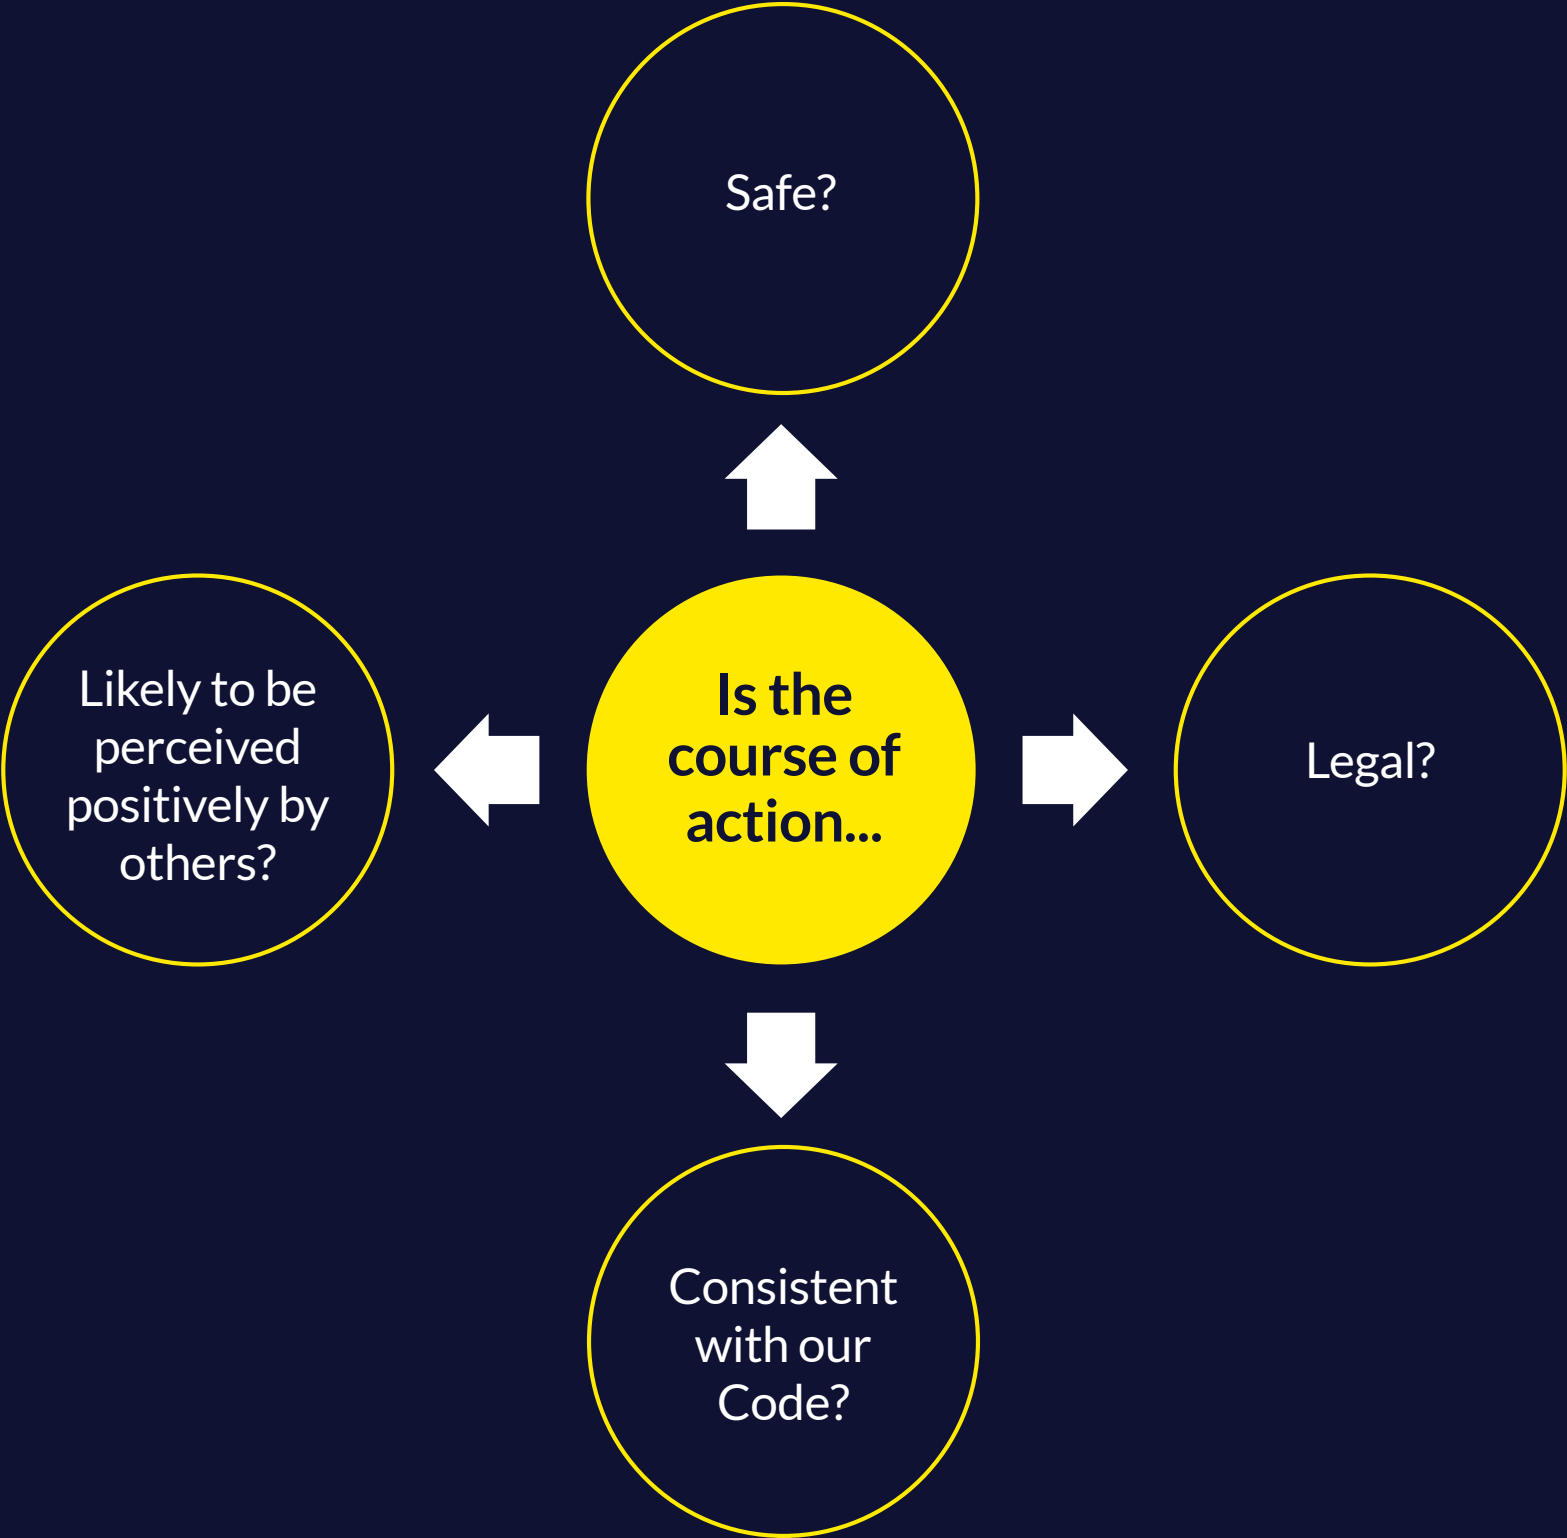 Safe?
Likely to be
perceived
positively by
others?
Is the
course of
action...
Legal?
Consistent
with our
Code?